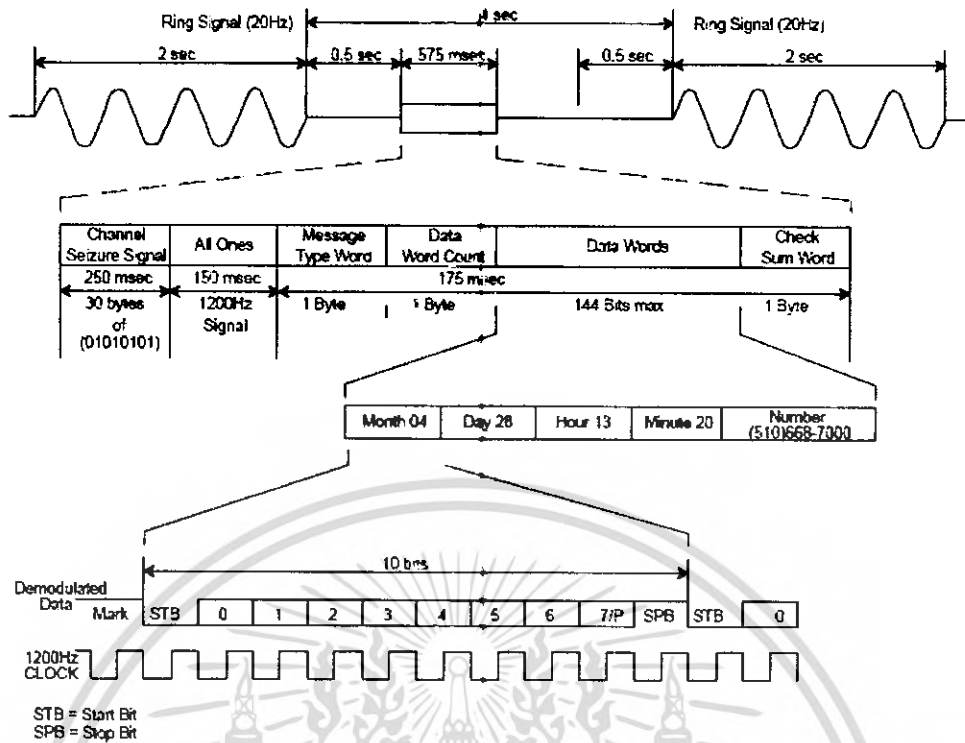 Ring Signal (20Hz) 4 sec Ring Signal (20Hz)
2 sec 0.5 sec 575 msec 0.5 sec 2 sec
Channel Seizure Signal
All Ones
Message Type Word
Data Word Count
Data Words
Check Sum Word
250 msec 150 msec 175 msec
30 bytes of (01010101)
1200Hz Signal
1 Byte
1 Byte
144 Bits max
1 Byte
Month 04 Day 28 Hour 13 Minute 20 Number (510)668-7000
10 bits
Demodulated Data
Mark STB 0 1 2 3 4 5 6 7/P SPB STB 0
1200Hz CLOCK
STB = Start Bit
SPB = Stop Bit